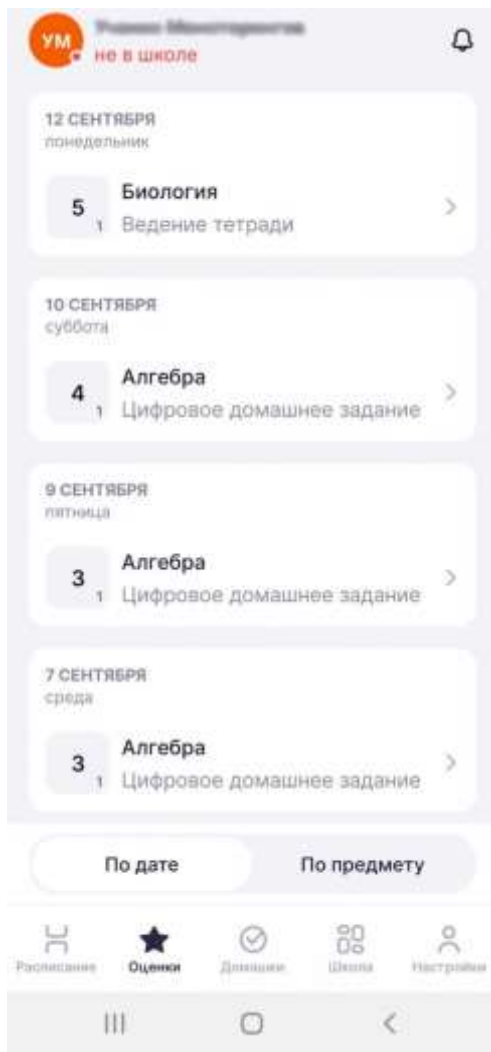 УМ
не в школе
12 СЕНТЯБРЯ
понедельник
5 1
Биология
Ведение тетради
10 СЕНТЯБРЯ
суббота
4 1
Алгебра
Цифровое домашнее задание
9 СЕНТЯБРЯ
пятница
3 1
Алгебра
Цифровое домашнее задание
7 СЕНТЯБРЯ
среда
3 1
Алгебра
Цифровое домашнее задание
По дате По предмету
Расписание Оценки Домашки Школа Настройки